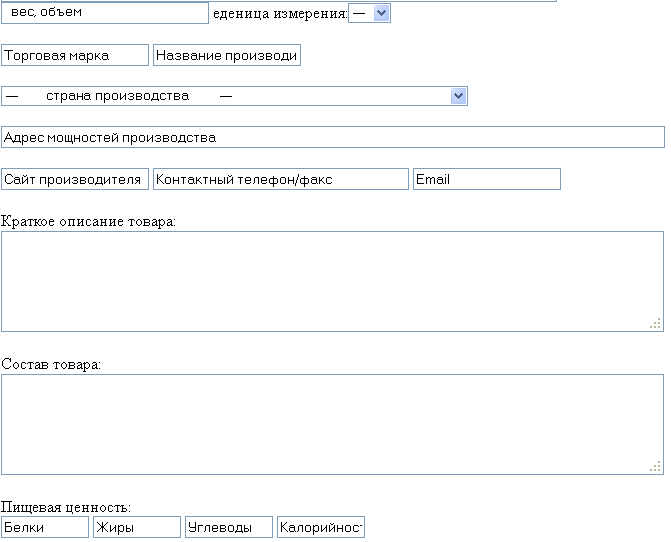 вес, объем еденица измерения: —
Торговая марка Название производи
— страна производства —
Адрес мощностей производства
Сайт производителя Контактный телефон/факс Email
Краткое описание товара:
Состав товара:
Пищевая ценность:
Белки Жиры Углеводы Калорийност